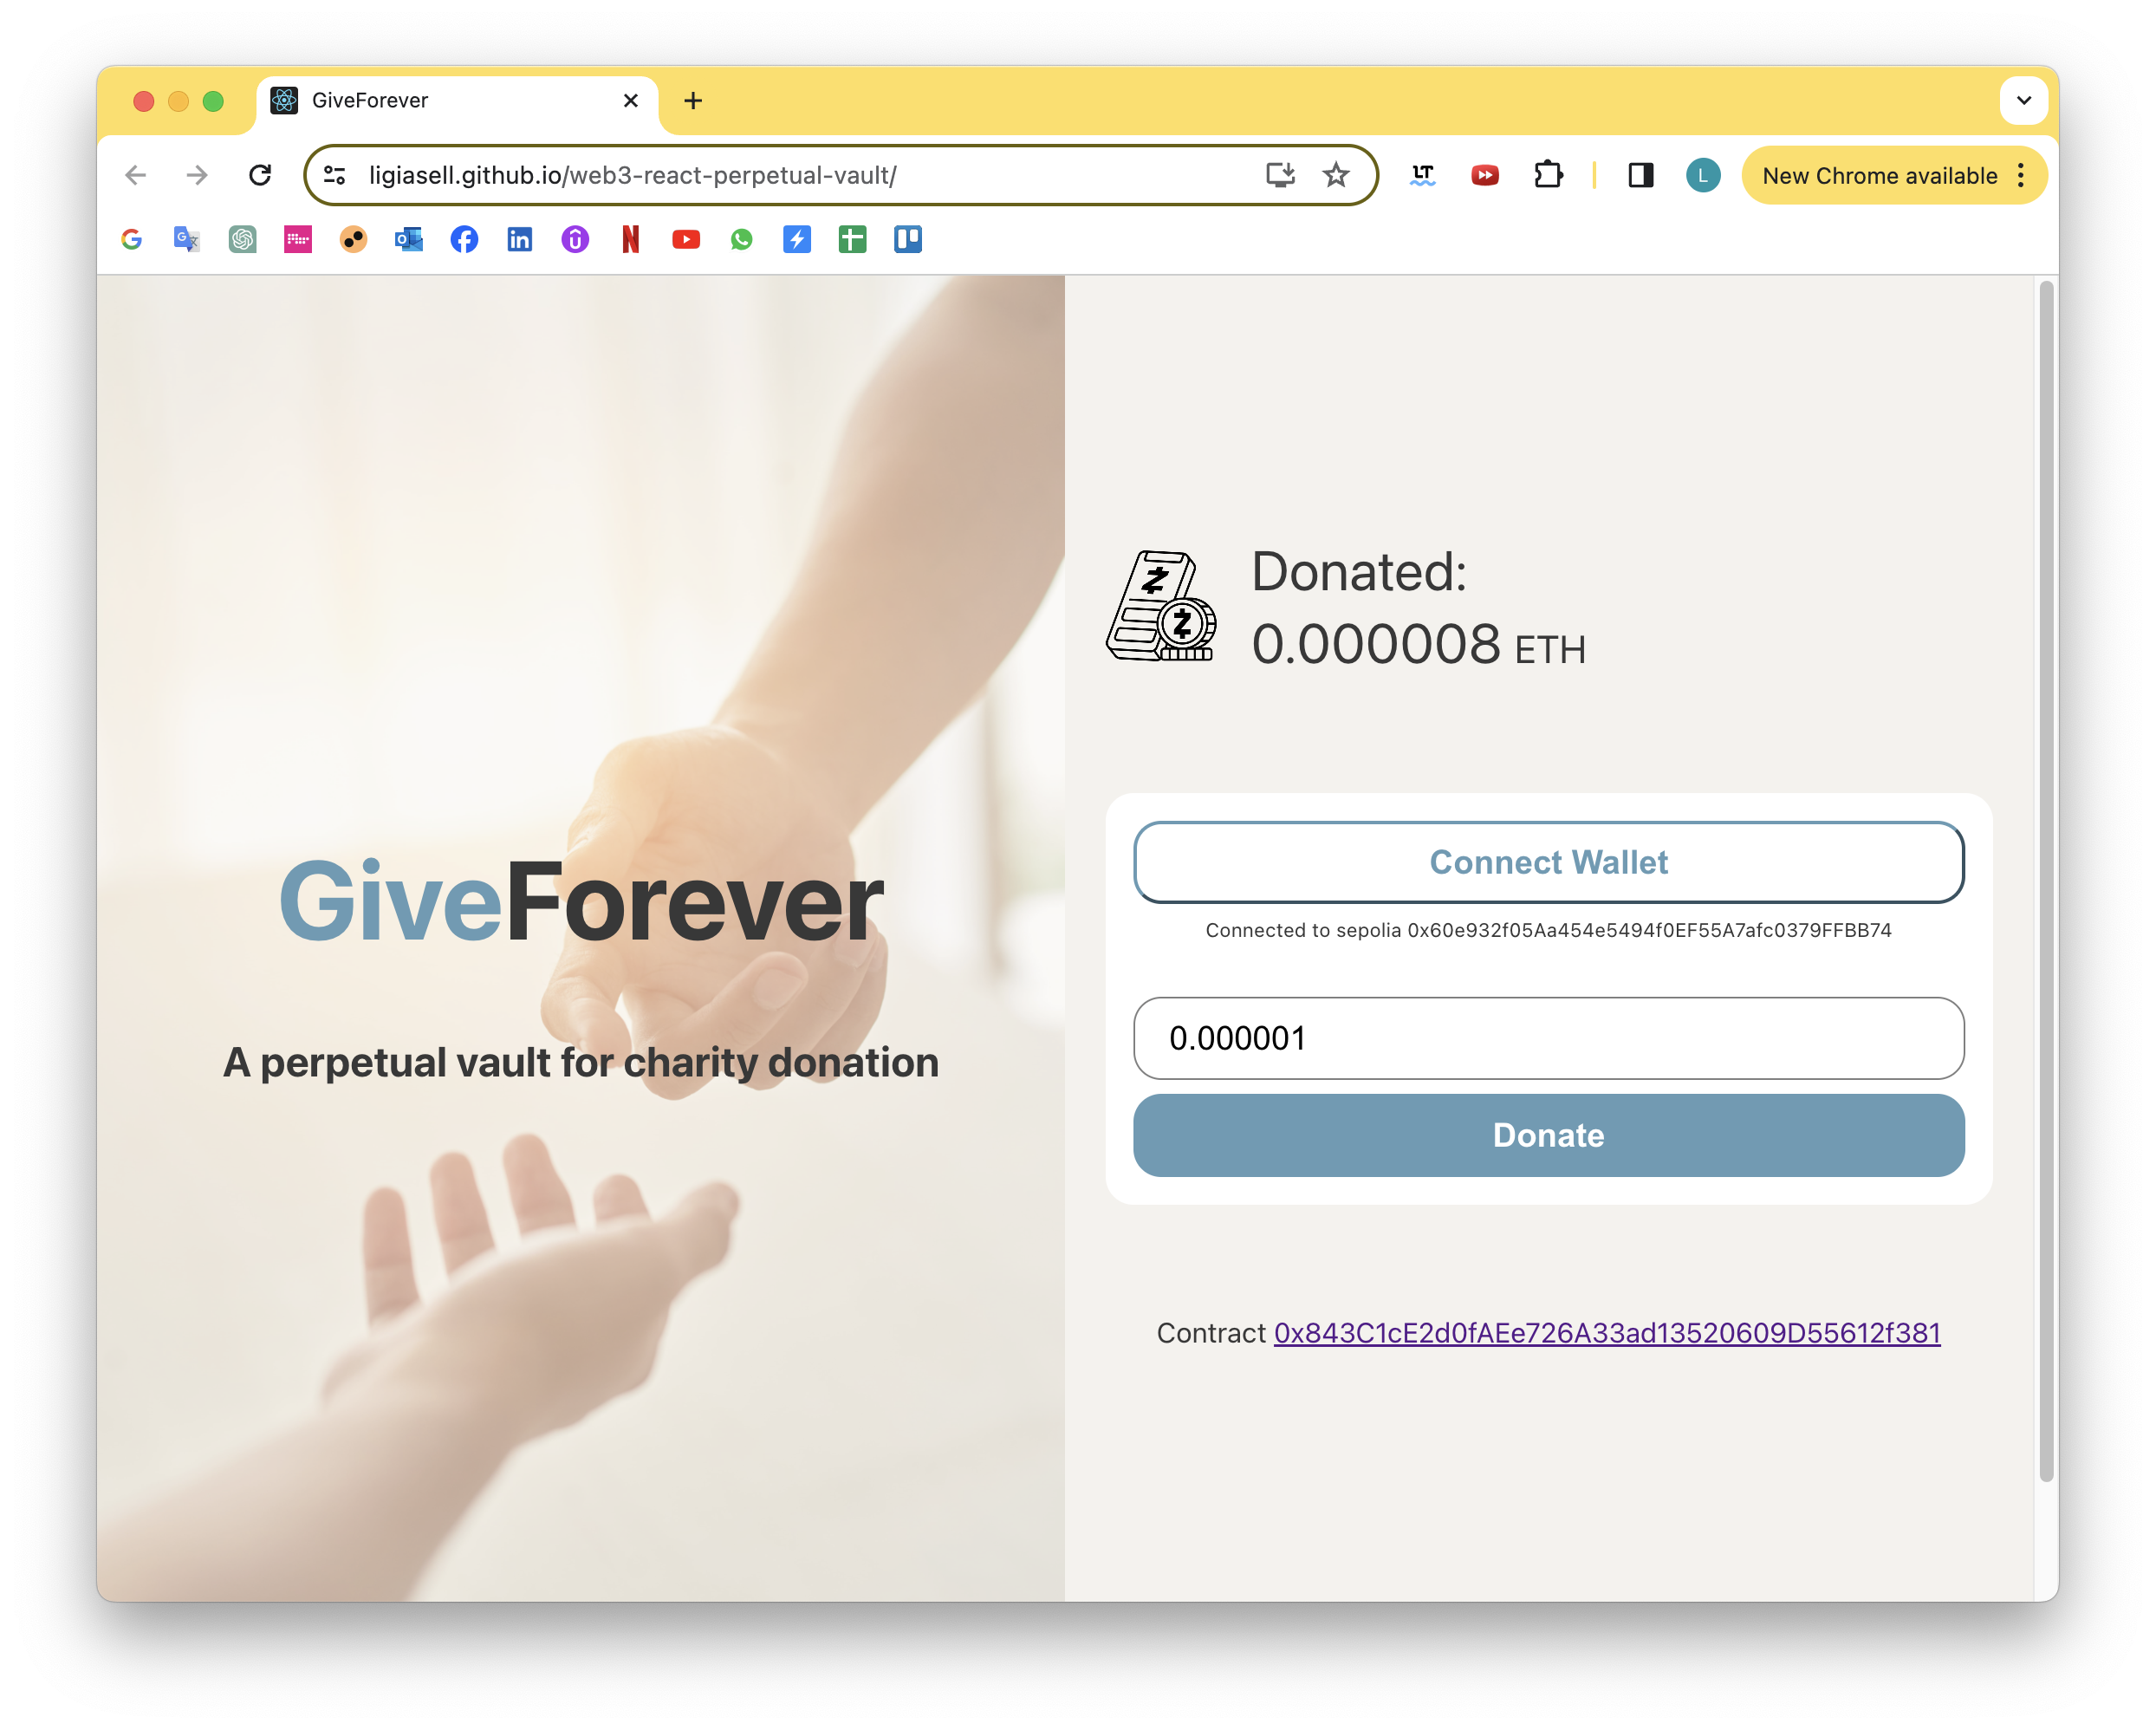 GiveForever
ligiasell.github.io/web3-react-perpetual-vault/
L
New Chrome available
Donated:
0.000008 ETH
GiveForever
A perpetual vault for charity donation
Connect Wallet
Connected to sepolia 0x60e932f05Aa454e5494f0EF55A7afc0379FFBB74
0.000001
Donate
Contract 0x843C1cE2d0fAEe726A33ad13520609D55612f381